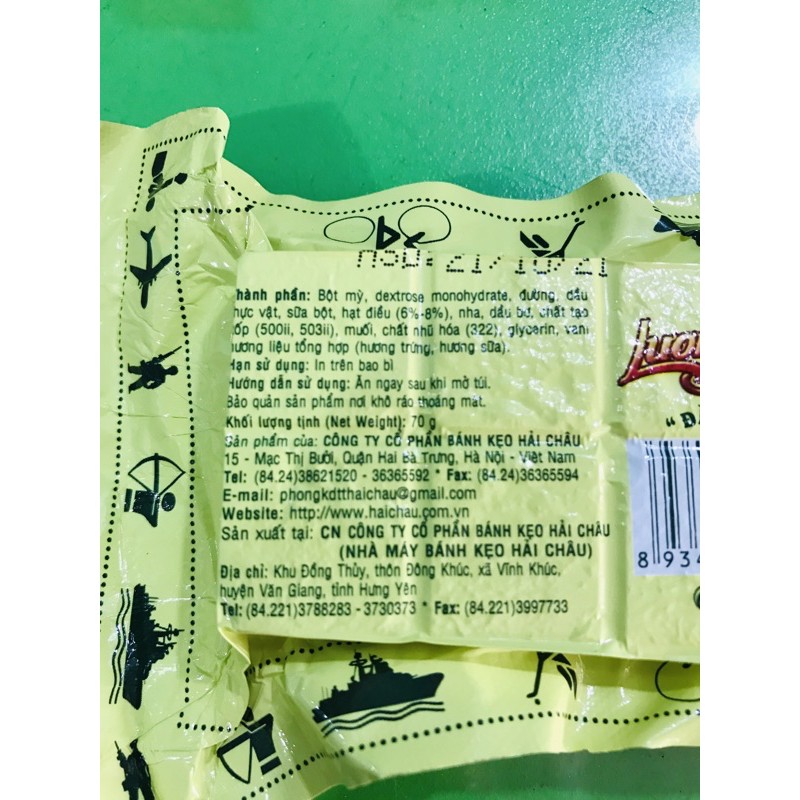 NSD: 21/10/21
Thành phần: Bột mỳ, dextrose monohydrate, đường, dầu
thực vật, sữa bột, hạt điều (6%-8%), nha, dầu bơ, chất tạo
xốp (500ii, 503ii), muối, chất nhũ hóa (322), glycerin, vani
hương liệu tổng hợp (hương trứng, hương sữa).
Hạn sử dụng: In trên bao bì
Hướng dẫn sử dụng: Ăn ngay sau khi mở túi.
Bảo quản sản phẩm nơi khô ráo thoáng mát.
Khối lượng tịnh (Net Weight): 70 g
Sản phẩm của: CÔNG TY CỔ PHẦN BÁNH KẸO HẢI CHÂU
15 - Mạc Thị Bưởi, Quận Hai Bà Trưng, Hà Nội - Việt Nam
Tel: (84.24)38621520 - 36365592 * Fax: (84.24)36365594
E-mail: phongkdtthaichau@gmail.com
Website: http://www.haichau.com.vn
Sản xuất tại: CN CÔNG TY CỔ PHẦN BÁNH KẸO HẢI CHÂU
(NHÀ MÁY BÁNH KẸO HẢI CHÂU)
Địa chỉ: Khu Đồng Thủy, thôn Đông Khúc, xã Vĩnh Khúc,
huyện Văn Giang, tỉnh Hưng Yên
Tel: (84.221)3788283 - 3730373 * Fax: (84.221)3997733
8 934